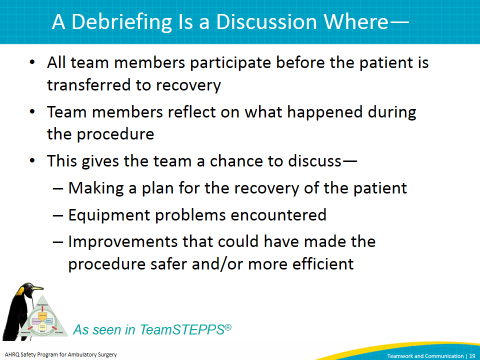 A Debriefing Is a Discussion Where—
• All team members participate before the patient is
transferred to recovery
• Team members reflect on what happened during
the procedure
• This gives the team a chance to discuss—
– Making a plan for the recovery of the patient
– Equipment problems encountered
– Improvements that could have made the
procedure safer and/or more efficient
As seen in TeamSTEPPS®
AHRQ Safety Program for Ambulatory Surgery
Teamwork and Communication | 19